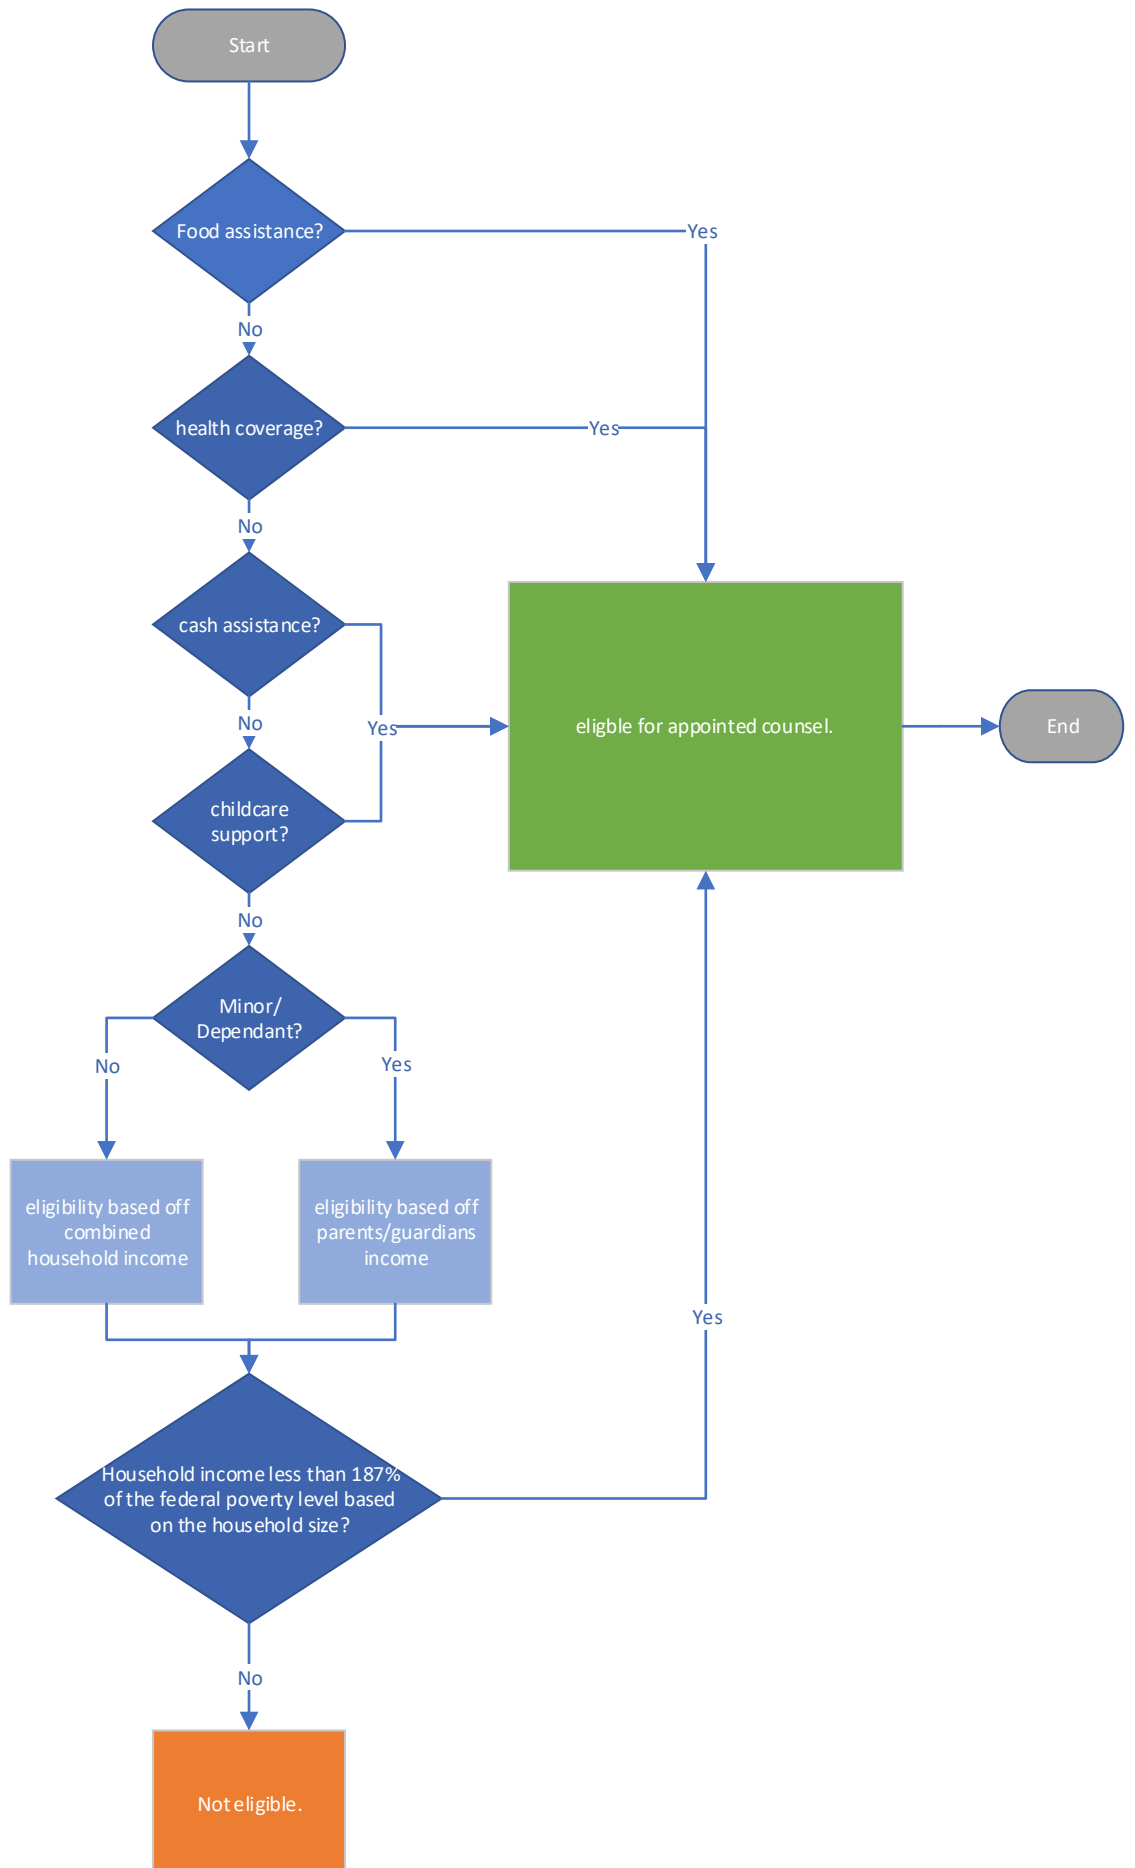 Start
Food assistance?
Yes
No
health coverage?
Yes
No
cash assistance?
No
Yes
eligble for appointed counsel.
End
childcare
support?
No
Minor/
Dependant?
No
Yes
eligibility based off
combined
household income
eligibility based off
parents/guardians
income
Yes
Household income less than 187%
of the federal poverty level based
on the household size?
No
Not eligible.